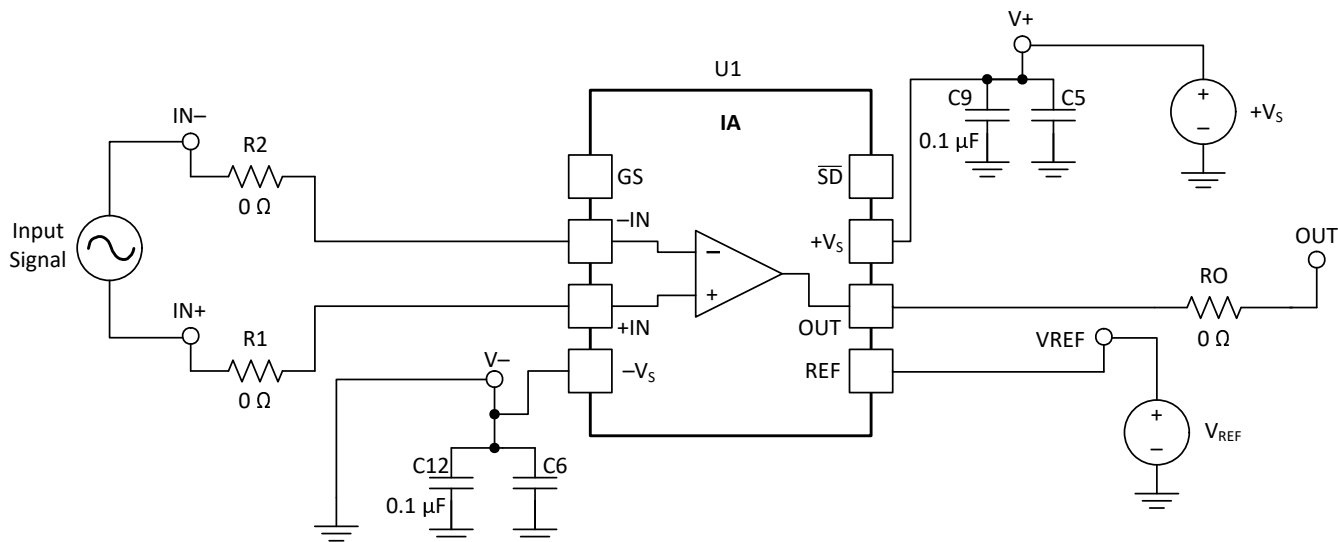 V+
U1
C9
C5
+VS
0.1 µF
IA
IN–
R2
0 Ω
GS
SD
–IN
+VS
Input
Signal
OUT
IN+
R1
0 Ω
+IN
OUT
RO
0 Ω
V–
–VS
REF
VREF
VREF
C12
C6
0.1 µF